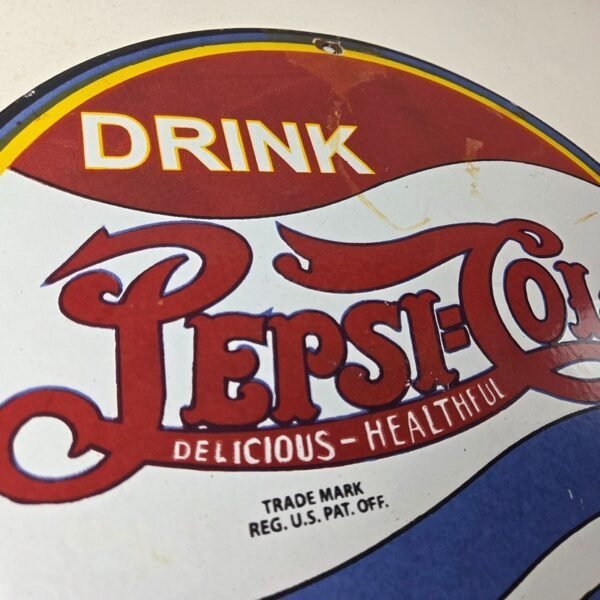 DRINK
PEPSI=COL
DELICIOUS - HEALTHFUL
TRADE MARK
REG. U.S. PAT. OFF.